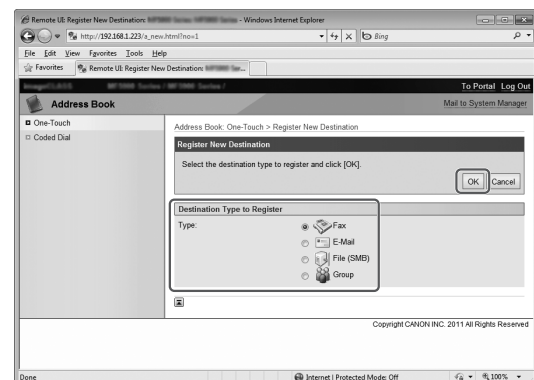 Remote UI: Register New Destination: - Windows Internet Explorer
http://192.168.1.223/a_new.html?no=1
Bing
File Edit View Favorites Tools Help
Favorites
Remote UI: Register New Destination:
To Portal Log Out
Address Book
Mail to System Manager
One-Touch
Coded Dial
Address Book: One-Touch > Register New Destination
Register New Destination
Select the destination type to register and click [OK].
OK Cancel
Destination Type to Register
Type: Fax
E-Mail
File (SMB)
Group
Copyright CANON INC. 2011 All Rights Reserved
Done
Internet | Protected Mode: Off
100%